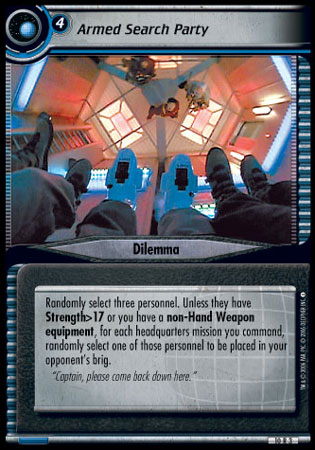 4
Armed Search Party
Dilemma
Randomly select three personnel. Unless they have
Strength>17 or you have a non-Hand Weapon
equipment, for each headquarters mission you command,
randomly select one of those personnel to be placed in your
opponent's brig.
"Captain, please come back down here."